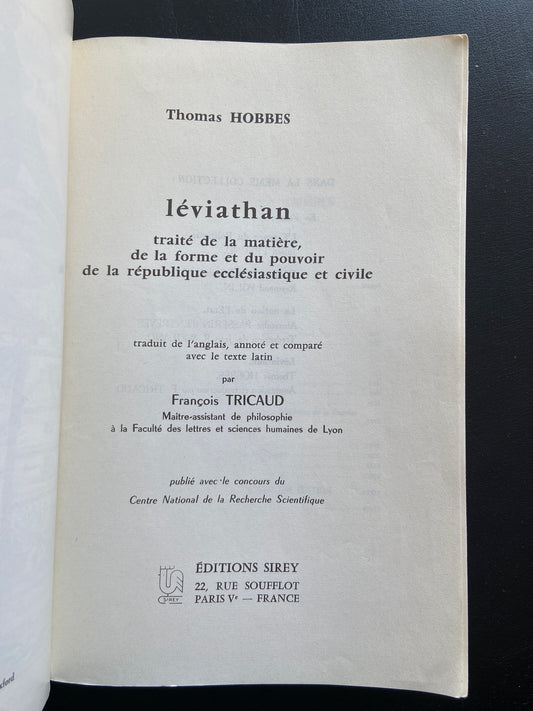 Thomas HOBBES
léviathan
traité de la matière,
de la forme et du pouvoir
de la république ecclésiastique et civile
traduit de l'anglais, annoté et comparé
avec le texte latin
par
François TRICAUD
Maître-assistant de philosophie
à la Faculté des lettres et sciences humaines de Lyon
publié avec le concours du
Centre National de la Recherche Scientifique
SIREY
ÉDITIONS SIREY
22, RUE SOUFFLOT
PARIS Ve — FRANCE